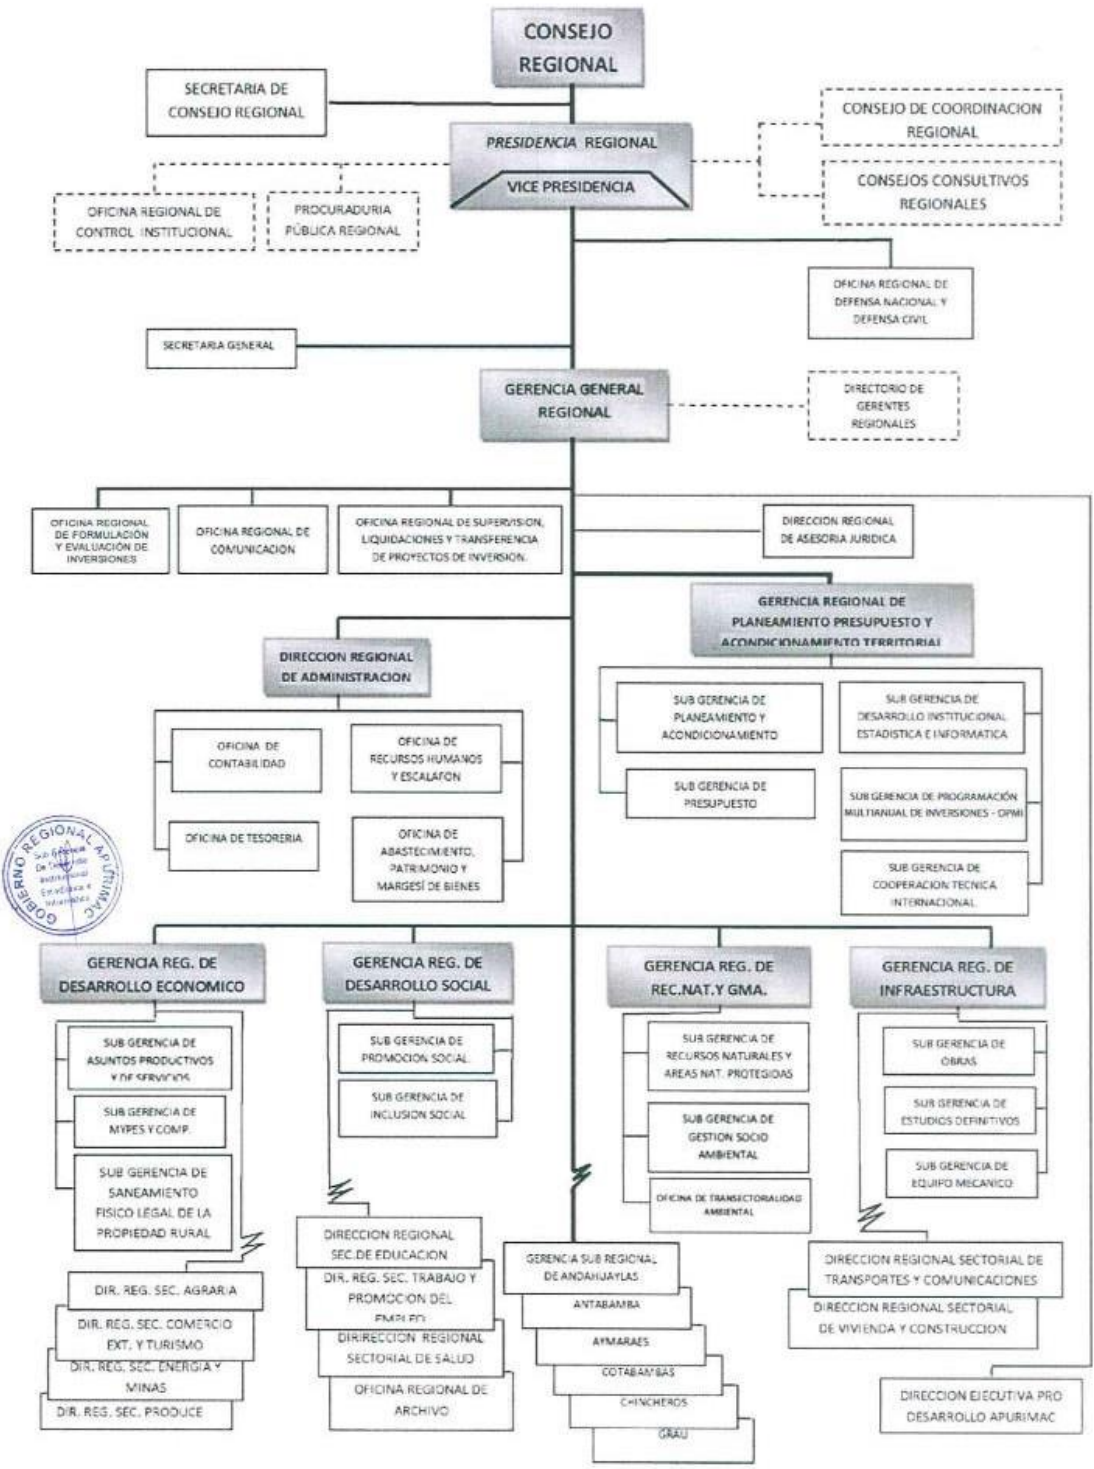 CONSEJO
REGIONAL
SECRETARIA DE
CONSEJO REGIONAL
PRESIDENCIA REGIONAL
VICE PRESIDENCIA
CONSEJO DE COORDINACION
REGIONAL
CONSEJOS CONSULTIVOS
REGIONALES
OFICINA REGIONAL DE
CONTROL INSTITUCIONAL
PROCURADURIA
PÚBLICA REGIONAL
OFICINA REGIONAL DE
DEFENSA NACIONAL Y
DEFENSA CIVIL
SECRETARIA GENERAL
GERENCIA GENERAL
REGIONAL
DIRECTORIO DE
GERENTES
REGIONALES
OFICINA REGIONAL
DE FORMULACIÓN
Y EVALUACIÓN DE
INVERSIONES
OFICINA REGIONAL DE
COMUNICACION
OFICINA REGIONAL DE SUPERVISION,
LIQUIDACIONES Y TRANSFERENCIA
DE PROYECTOS DE INVERSION.
DIRECCION REGIONAL
DE ASESORIA JURIDICA
GERENCIA REGIONAL DE
PLANEAMIENTO PRESUPUESTO Y
ACONDICIONAMIENTO TERRITORIAL
DIRECCION REGIONAL
DE ADMINISTRACION
SUB GERENCIA DE
PLANEAMIENTO Y
ACONDICIONAMIENTO
SUB GERENCIA DE
DESARROLLO INSTITUCIONAL
ESTADISTICA E INFORMATICA
OFICINA DE
CONTABILIDAD
OFICINA DE
RECURSOS HUMANOS
Y ESCALAFON
SUB GERENCIA DE
PRESUPUESTO
SUB GERENCIA DE PROGRAMACIÓN
MULTIANUAL DE INVERSIONES - OPMI
OFICINA DE TESORERIA
OFICINA DE
ABASTECIMIENTO,
PATRIMONIO Y
MARGESÍ DE BIENES
SUB GERENCIA DE
COOPERACION TECNICA
INTERNACIONAL
GOBIERNO REGIONAL APURIMAC
Sub Gerencia
De Desarrollo
Institucional
Estadística e
Informática
GERENCIA REG. DE
DESARROLLO ECONOMICO
GERENCIA REG. DE
DESARROLLO SOCIAL
GERENCIA REG. DE
REC.NAT.Y GMA.
GERENCIA REG. DE
INFRAESTRUCTURA
SUB GERENCIA DE
ASUNTOS PRODUCTIVOS
Y DE SERVICIOS
SUB GERENCIA DE
MYPES Y COMP.
SUB GERENCIA DE
SANEAMIENTO
FISICO LEGAL DE LA
PROPIEDAD RURAL
DIR. REG. SEC. AGRARIA
DIR. REG. SEC. COMERCIO
EXT. Y TURISMO
DIR. REG. SEC. ENERGIA Y
MINAS
DIR. REG. SEC. PRODUCE
SUB GERENCIA DE
PROMOCION SOCIAL
SUB GERENCIA DE
INCLUSION SOCIAL
DIRECCION REGIONAL
SEC.DE EDUCACION
DIR. REG. SEC. TRABAJO Y
PROMOCION DEL
EMPLEO
DIRIRECCION REGIONAL
SECTORIAL DE SALUD
OFICINA REGIONAL DE
ARCHIVO
GERENCIA SUB REGIONAL
DE ANDAHUAYLAS
ANTABAMBA
AYMARAES
COTABAMBAS
CHINCHEROS
GRAU
SUB GERENCIA DE
RECURSOS NATURALES Y
AREAS NAT. PROTEGIDAS
SUB GERENCIA DE
GESTION SOCIO
AMBIENTAL
OFICINA DE TRANSECTORIALIDAD
AMBIENTAL
SUB GERENCIA DE
OBRAS
SUB GERENCIA DE
ESTUDIOS DEFINITIVOS
SUB GERENCIA DE
EQUIPO MECANICO
DIRECCION REGIONAL SECTORIAL DE
TRANSPORTES Y COMUNICACIONES
DIRECCION REGIONAL SECTORIAL
DE VIVIENDA Y CONSTRUCCION
DIRECCION EJECUTIVA PRO
DESARROLLO APURIMAC